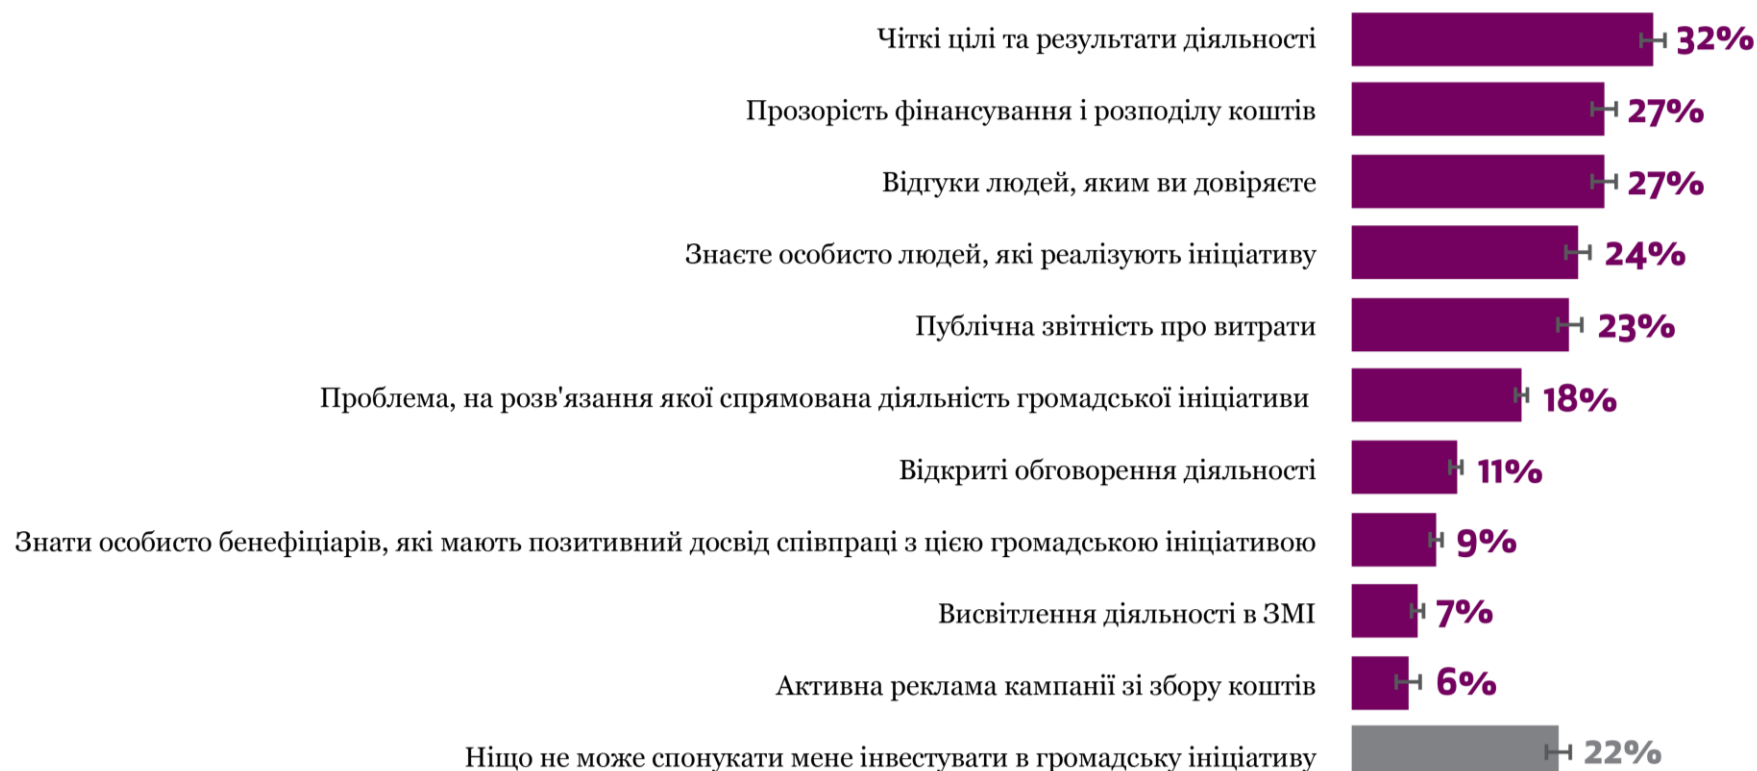 Чіткі цілі та результати діяльності 32%
Прозорість фінансування і розподілу коштів 27%
Відгуки людей, яким ви довіряєте 27%
Знаєте особисто людей, які реалізують ініціативу 24%
Публічна звітність про витрати 23%
Проблема, на розв'язання якої спрямована діяльність громадської ініціативи 18%
Відкриті обговорення діяльності 11%
Знати особисто бенефіціарів, які мають позитивний досвід співпраці з цією громадською ініціативою 9%
Висвітлення діяльності в ЗМІ 7%
Активна реклама кампанії зі збору коштів 6%
Ніщо не може спонукати мене інвестувати в громадську ініціативу 22%